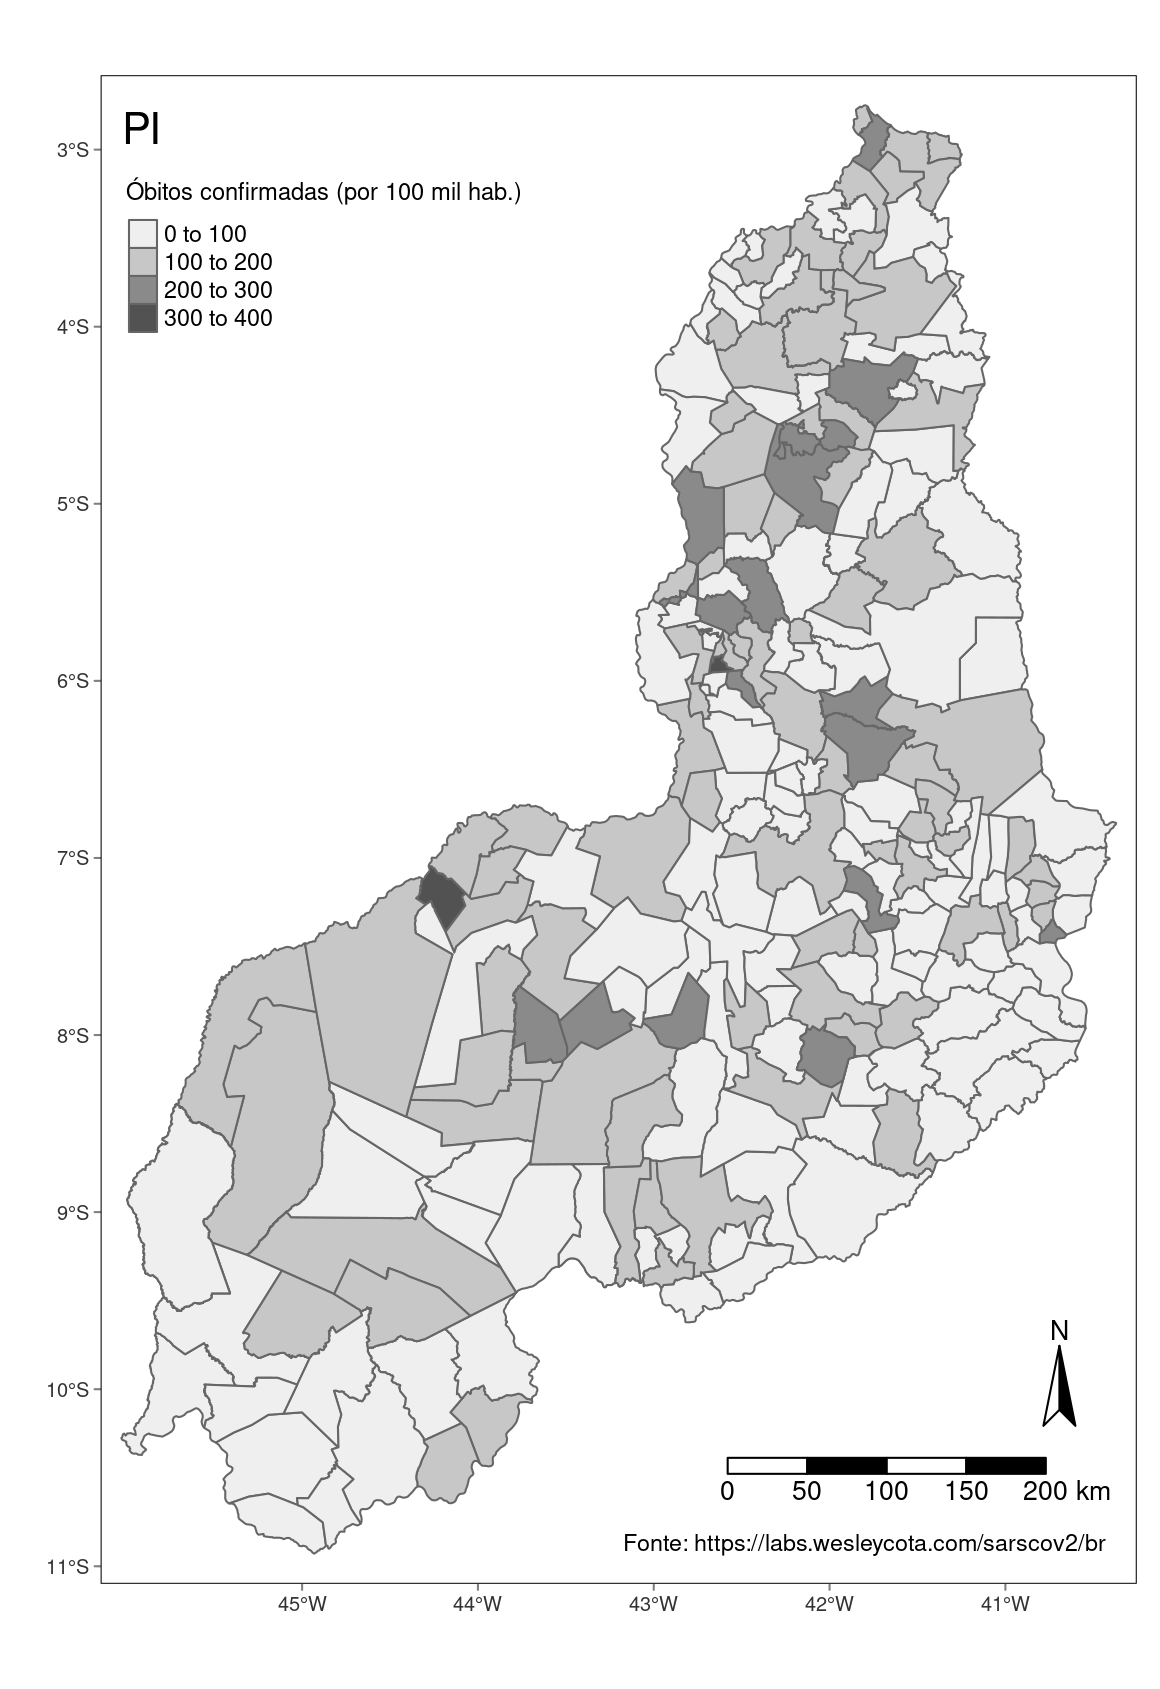 PI
Óbitos confirmadas (por 100 mil hab.)
0 to 100
100 to 200
200 to 300
300 to 400
3°S
4°S
5°S
6°S
7°S
8°S
9°S
10°S
11°S
N
0 50 100 150 200 km
Fonte: https://labs.wesleycota.com/sarscov2/br
45°W 44°W 43°W 42°W 41°W